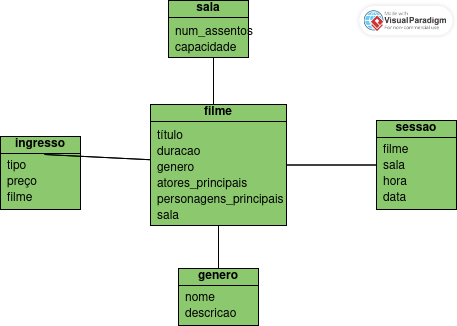 sala
num_assentos
capacidade
Made with
Visual Paradigm
For non-commercial use
filme
título
duracao
genero
atores_principais
personagens_principais
sala
ingresso
tipo
preço
filme
sessao
filme
sala
hora
data
genero
nome
descricao